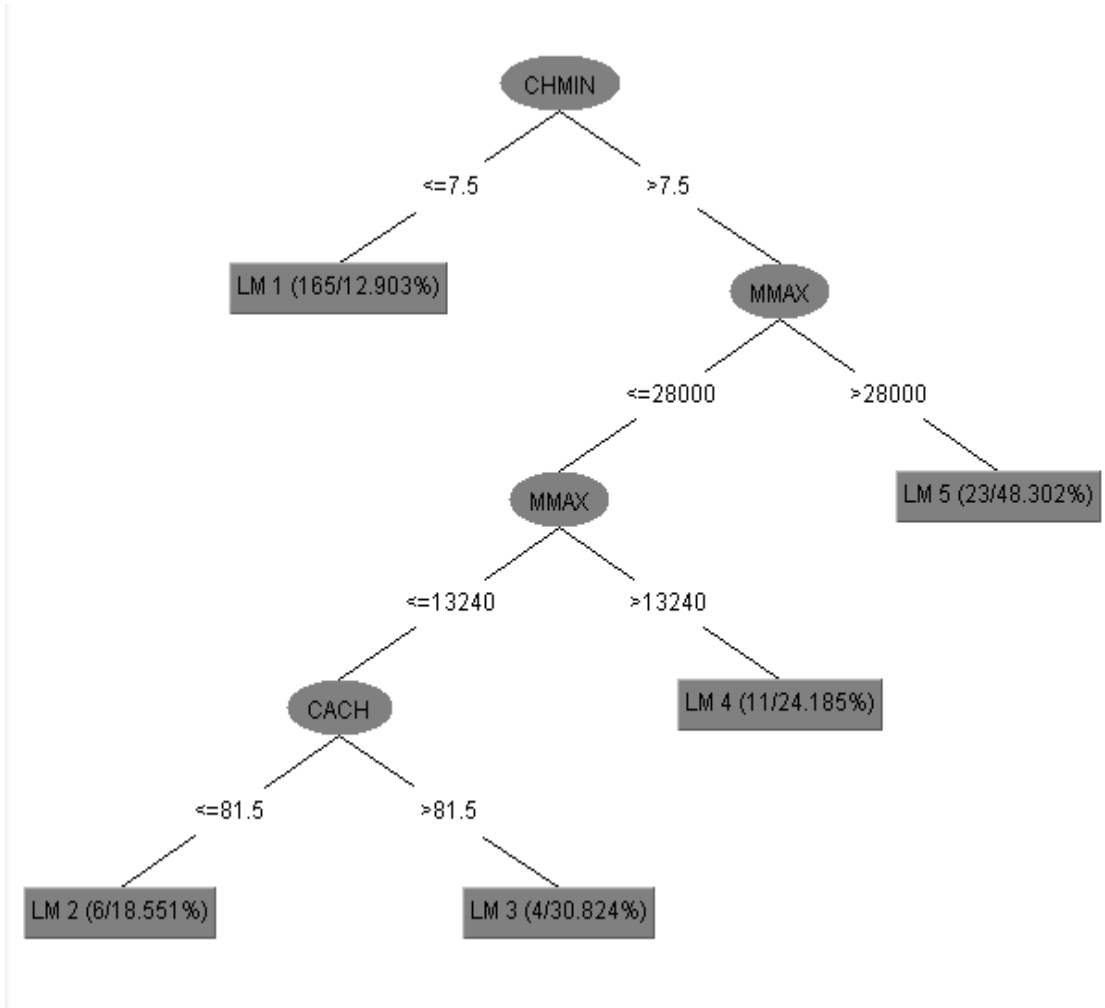 CHMIN
<=7.5
>7.5
LM 1 (165/12.903%)
MMAX
<=28000
>28000
MMAX
LM 5 (23/48.302%)
<=13240
>13240
CACH
LM 4 (11/24.185%)
<=81.5
>81.5
LM 2 (6/18.551%)
LM 3 (4/30.824%)